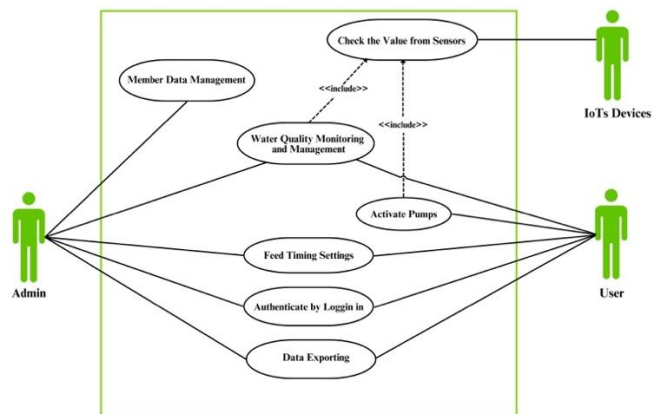 Check the Value from Sensors
Member Data Management
<<include>>
IoTs Devices
<<include>>
Water Quality Monitoring
and Management
Activate Pumps
Feed Timing Settings
Admin
User
Authenticate by Loggin in
Data Exporting